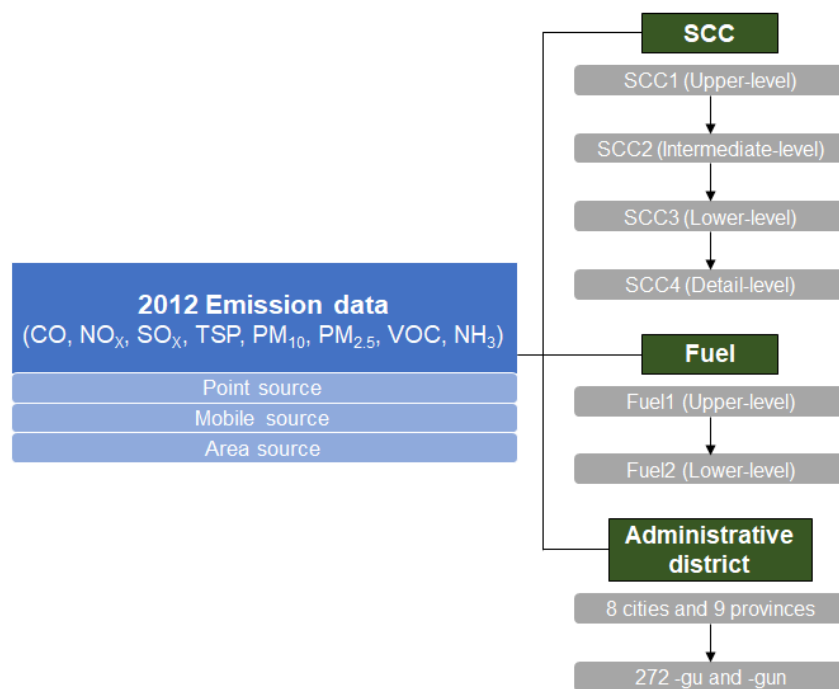 2012 Emission data
(CO, NOX, SOX, TSP, PM10, PM2.5, VOC, NH3)
Point source
Mobile source
Area source
SCC
SCC1 (Upper-level)
SCC2 (Intermediate-level)
SCC3 (Lower-level)
SCC4 (Detail-level)
Fuel
Fuel1 (Upper-level)
Fuel2 (Lower-level)
Administrative
district
8 cities and 9 provinces
272 -gu and -gun